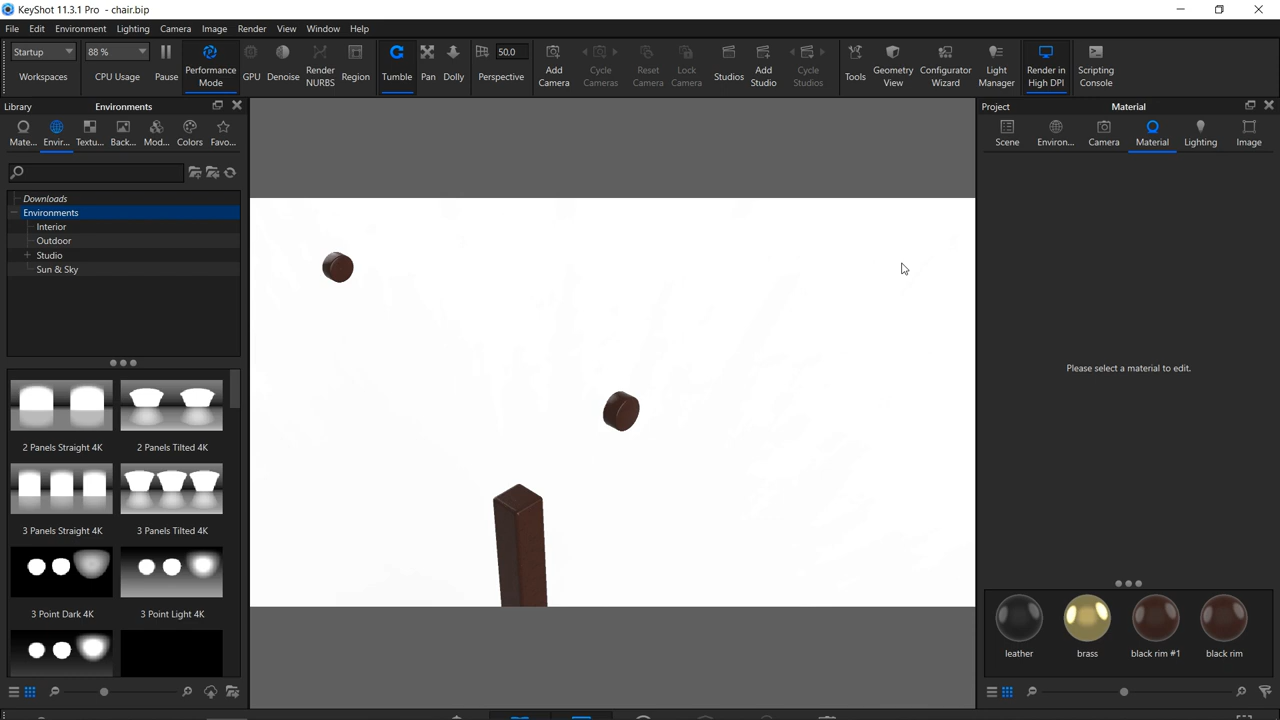 KeyShot 11.3.1 Pro - chair.bip
File Edit Environment Lighting Camera Image Render View Window Help
Startup 88 % 50.0
Workspaces CPU Usage Pause Performance Mode GPU Denoise Render NURBS Region Tumble Pan Dolly Perspective Add Camera Cycle Cameras Reset Camera Lock Camera Studios Add Studio Cycle Studios Tools Geometry View Configurator Wizard Light Manager Render in High DPI Scripting Console
Library Environments
Project Material
Mate... Envir... Textu... Back... Mod... Colors Favo...
Scene Environ... Camera Material Lighting Image
Downloads
Environments
Interior
Outdoor
Studio
Sun & Sky
Please select a material to edit.
2 Panels Straight 4K 2 Panels Tilted 4K
3 Panels Straight 4K 3 Panels Tilted 4K
3 Point Dark 4K 3 Point Light 4K
leather brass black rim #1 black rim